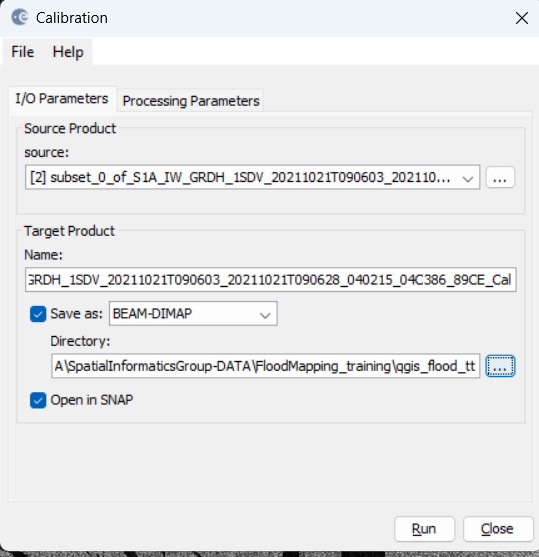 Calibration
File Help
I/O Parameters Processing Parameters
Source Product
source:
[2] subset_0_of_S1A_IW_GRDH_1SDV_20211021T090603_202110... ...
Target Product
Name:
GRDH_1SDV_20211021T090603_20211021T090628_040215_04C386_89CE_Cal
Save as: BEAM-DIMAP
Directory:
A\SpatialInformaticsGroup-DATA\FloodMapping_training\qgis_flood_tt ...
Open in SNAP
Run Close